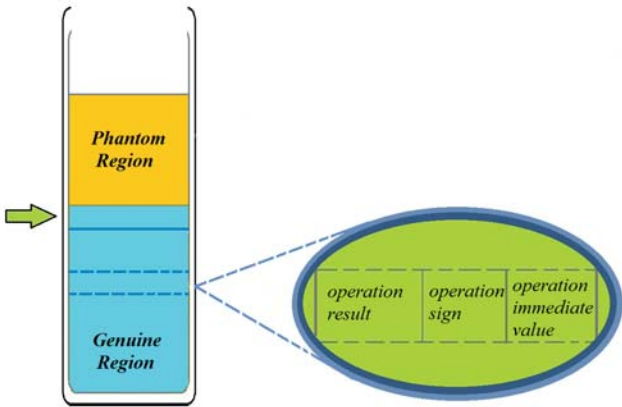 Phantom
Region
Genuine
Region
operation
result
operation
sign
operation
immediate
value